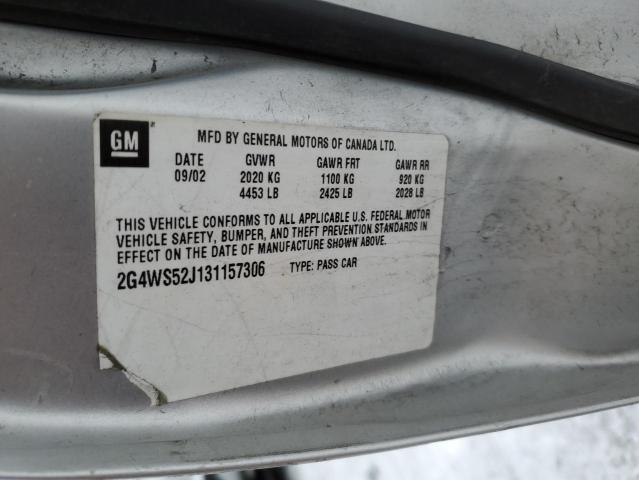 GM
MFD BY GENERAL MOTORS OF CANADA LTD.
DATE GVWR GAWR FRT GAWR RR
09/02 2020 KG 1100 KG 920 KG
4453 LB 2425 LB 2028 LB
THIS VEHICLE CONFORMS TO ALL APPLICABLE U.S. FEDERAL MOTOR
VEHICLE SAFETY, BUMPER, AND THEFT PREVENTION STANDARDS IN
EFFECT ON THE DATE OF MANUFACTURE SHOWN ABOVE.
2G4WS52J131157306 TYPE: PASS CAR